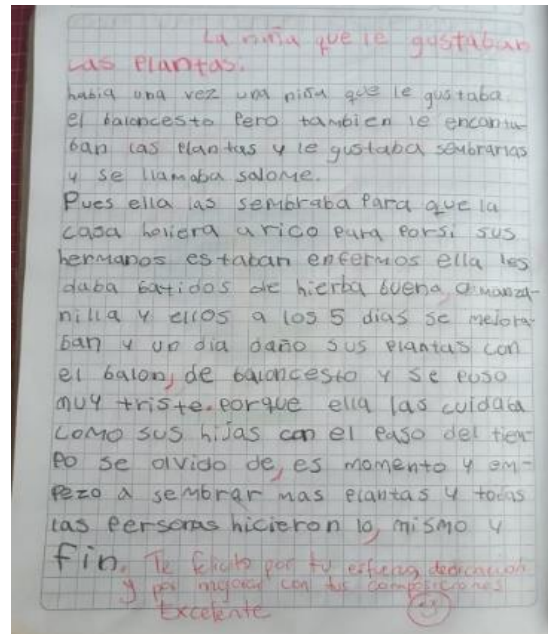 La niña que le gustaban
las plantas.
habia una vez una niña que le gustaba
el baloncesto pero tambien le encanta-
ban las plantas y le gustaba sembrarlas
y se llamaba salome.
Pues ella las sembraba para que la
casa holiera a rico para porsi sus
hermanos estaban enfermos ella les
daba batidos de hierba buena, o manza-
nilla y ellos a los 5 dias se mejora-
ban y un dia daño sus plantas con
el balon, de baloncesto y se puso
muy triste. porque ella las cuidaba
como sus hijas con el paso del tiem-
po se olvido de, es momento y em-
pezo a sembrar mas plantas y todas
las personas hicieron lo, mismo y
fin. Te felicito por tu esfuerzo, dedicación
y por mejorar con tus composiciones
Excelente